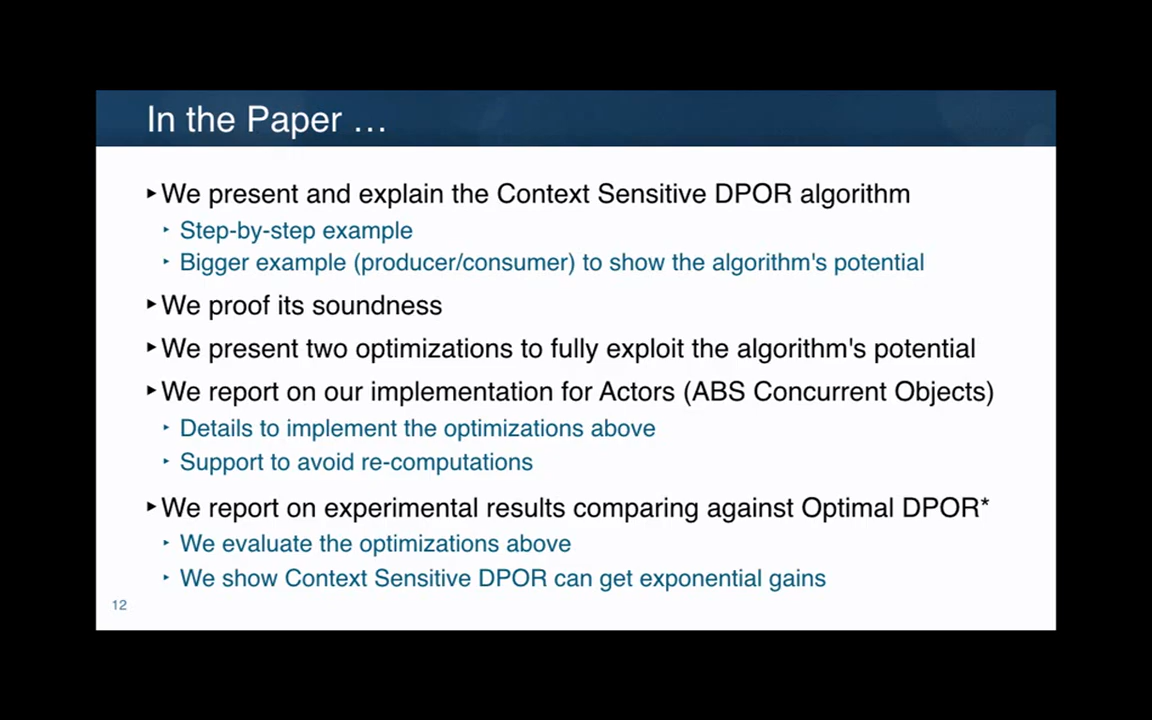 In the Paper …
▸We present and explain the Context Sensitive DPOR algorithm
‣ Step-by-step example
‣ Bigger example (producer/consumer) to show the algorithm's potential
▸We proof its soundness
▸We present two optimizations to fully exploit the algorithm's potential
▸We report on our implementation for Actors (ABS Concurrent Objects)
‣ Details to implement the optimizations above
‣ Support to avoid re-computations
▸We report on experimental results comparing against Optimal DPOR*
‣ We evaluate the optimizations above
‣ We show Context Sensitive DPOR can get exponential gains
12